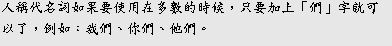 人稱代名詞如果要使用在多數的時候，只要加上「們」字就可
以了，例如：我們、你們、他們。